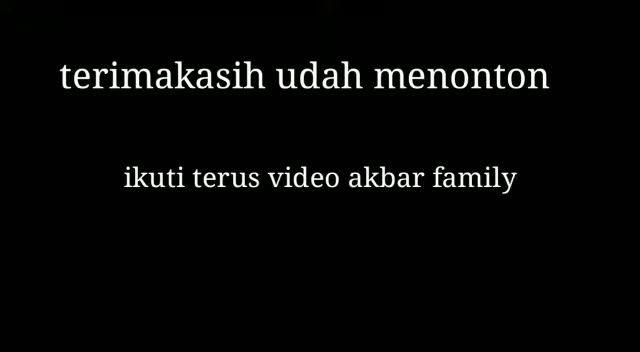 terimakasih udah menonton
ikuti terus video akbar family